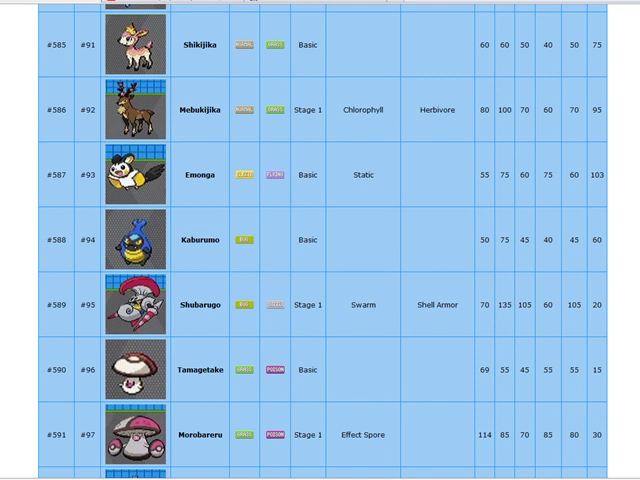 #585 #91 Shikijika NORMAL GRASS Basic 60 60 50 40 50 75
#586 #92 Mebukijika NORMAL GRASS Stage 1 Chlorophyll Herbivore 80 100 70 60 70 95
#587 #93 Emonga ELECTR FLYING Basic Static 55 75 60 75 60 103
#588 #94 Kaburumo BUG Basic 50 75 45 40 45 60
#589 #95 Shubarugo BUG STEEL Stage 1 Swarm Shell Armor 70 135 105 60 105 20
#590 #96 Tamagetake GRASS POISON Basic 69 55 45 55 55 15
#591 #97 Morobareru GRASS POISON Stage 1 Effect Spore 114 85 70 85 80 30